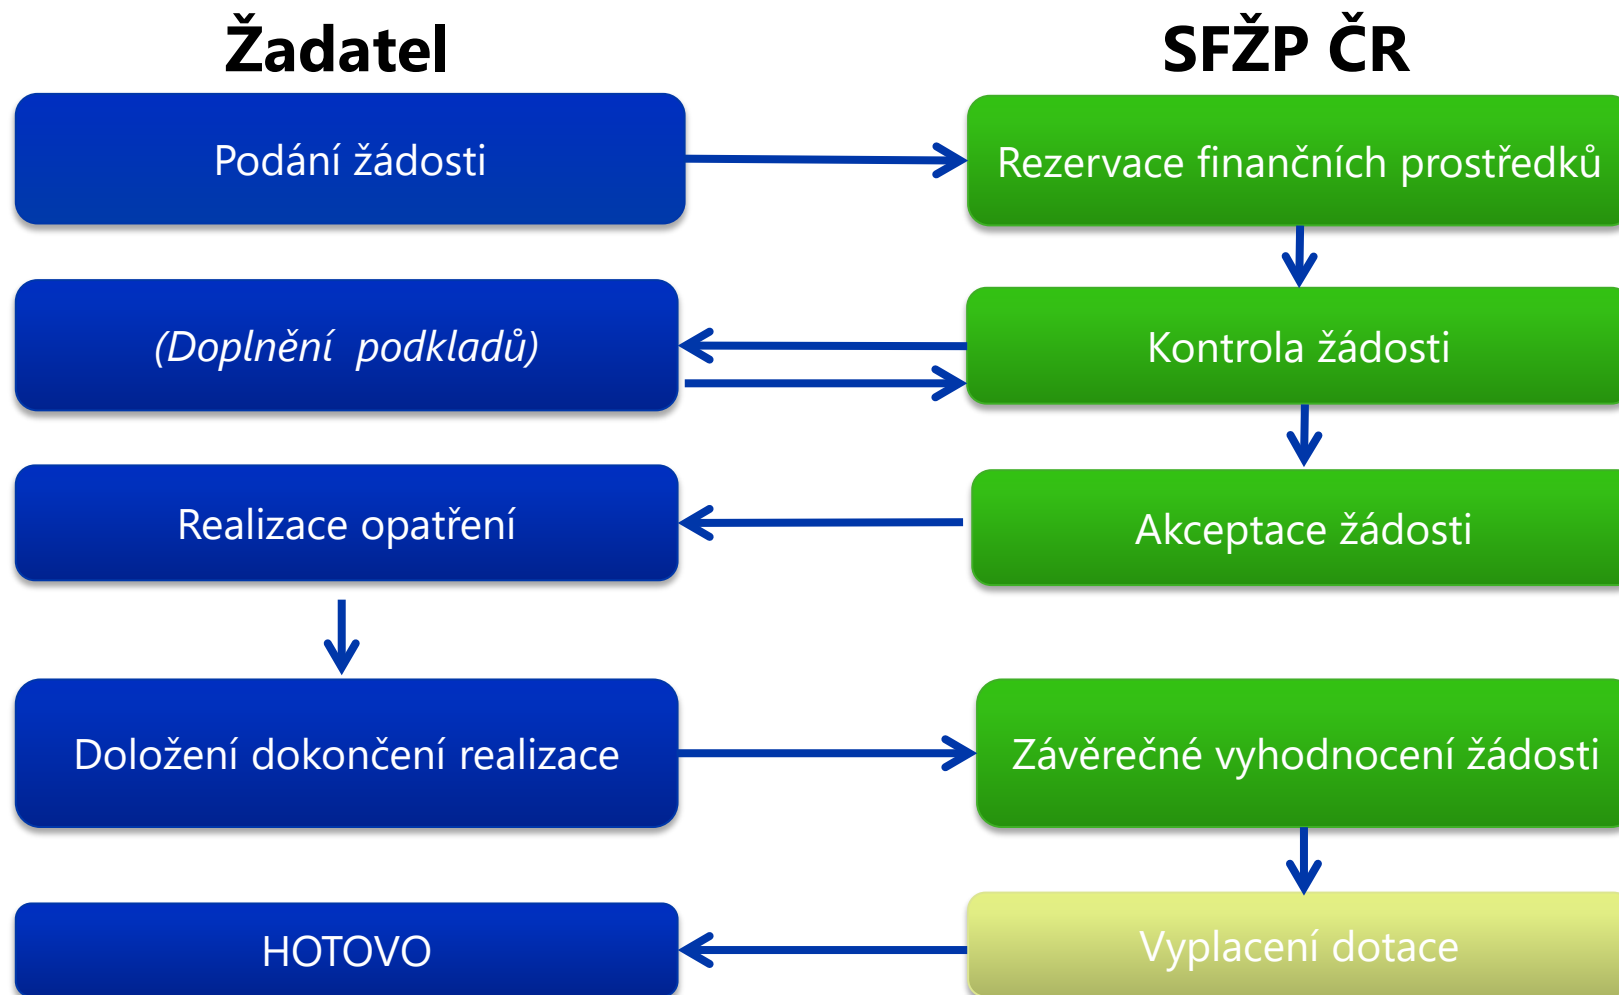 Žadatel
SFŽP ČR
Podání žádosti
Rezervace finančních prostředků
(Doplnění podkladů)
Kontrola žádosti
Realizace opatření
Akceptace žádosti
Doložení dokončení realizace
Závěrečné vyhodnocení žádosti
HOTOVO
Vyplacení dotace